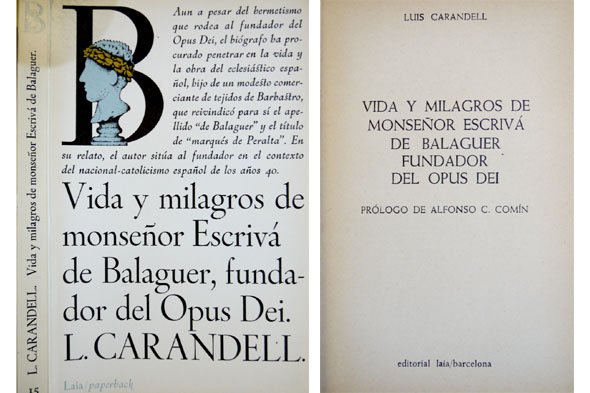 L. CARANDELL. Vida y milagros de monseñor Escrivá de Balaguer.
15
B
Aun a pesar del hermetismo
que rodea al fundador del
Opus Dei, el biógrafo ha pro-
curado penetrar en la vida y
la obra del eclesiástico espa-
ñol, hijo de un modesto comer-
ciante de tejidos de Barbastro,
que reivindicó para sí el ape-
llido "de Balaguer" y el título
de "marqués de Peralta". En
su relato, el autor sitúa al fundador en el contexto
del nacional-catolicismo español de los años 40.
Vida y milagros de
monseñor Escrivá
de Balaguer, funda-
dor del Opus Dei.
L. CARANDELL.
Laia/paperback
LUIS CARANDELL
VIDA Y MILAGROS DE
MONSEÑOR ESCRIVÁ
DE BALAGUER
FUNDADOR
DEL OPUS DEI
PRÓLOGO DE ALFONSO C. COMÍN
editorial laia/barcelona